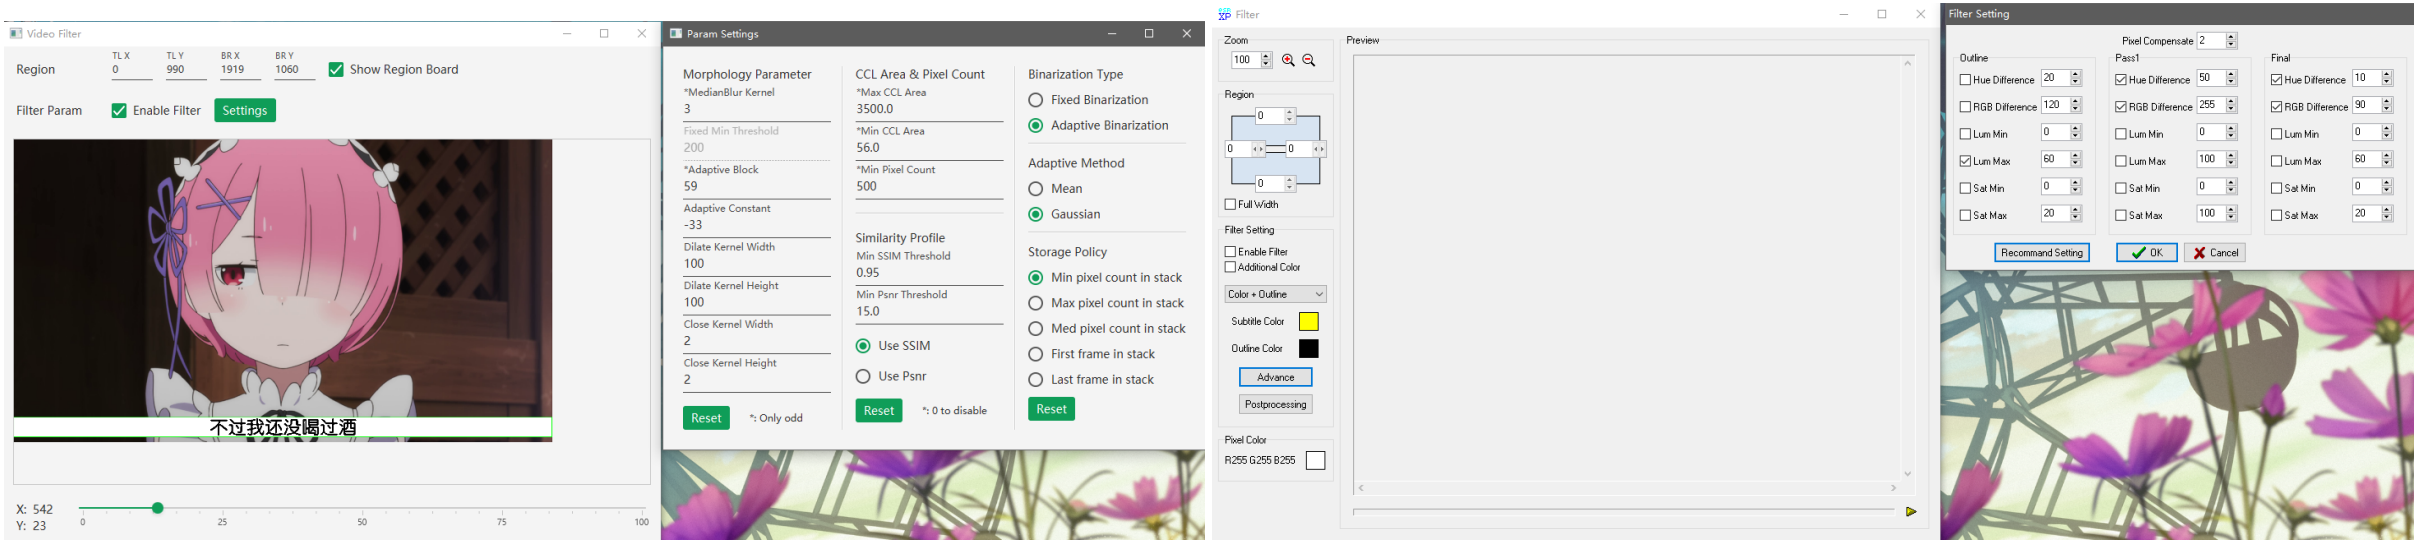 Video Filter
TL X TL Y BR X BR Y
Region 0 990 1919 1060 Show Region Board
Filter Param Enable Filter Settings
不过我还没喝过酒
X: 542
Y: 23
0 25 50 75 100
Param Settings
Morphology Parameter
*MedianBlur Kernel
3
Fixed Min Threshold
200
*Adaptive Block
59
Adaptive Constant
-33
Dilate Kernel Width
100
Dilate Kernel Height
100
Close Kernel Width
2
Close Kernel Height
2
Reset *: Only odd
CCL Area & Pixel Count
*Max CCL Area
3500.0
*Min CCL Area
56.0
*Min Pixel Count
500
Similarity Profile
Min SSIM Threshold
0.95
Min Psnr Threshold
15.0
Use SSIM
Use Psnr
Reset *: 0 to disable
Binarization Type
Fixed Binarization
Adaptive Binarization
Adaptive Method
Mean
Gaussian
Storage Policy
Min pixel count in stack
Max pixel count in stack
Med pixel count in stack
First frame in stack
Last frame in stack
Reset
XP Filter
Zoom
100
Region
0
0 0
0
Full Width
Filter Setting
Enable Filter
Additional Color
Color + Outline
Subtitle Color
Outline Color
Advance
Postprocessing
Pixel Color
R255 G255 B255
Preview
Filter Setting
Pixel Compensate 2
Outline
Hue Difference 20
RGB Difference 120
Lum Min 0
Lum Max 60
Sat Min 0
Sat Max 20
Pass1
Hue Difference 50
RGB Difference 255
Lum Min 0
Lum Max 100
Sat Min 0
Sat Max 100
Final
Hue Difference 10
RGB Difference 90
Lum Min 0
Lum Max 60
Sat Min 0
Sat Max 20
Recommand Setting OK Cancel